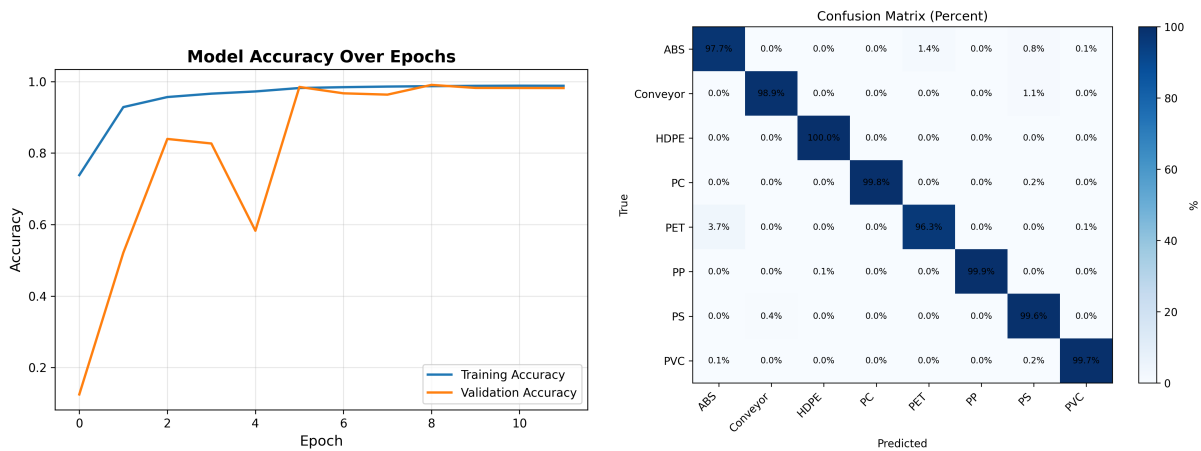 Model Accuracy Over Epochs
1.0
0.8
0.6
0.4
0.2
Accuracy
0 2 4 6 8 10
Epoch
Training Accuracy
Validation Accuracy
Confusion Matrix (Percent)
True
ABS 97.7% 0.0% 0.0% 0.0% 1.4% 0.0% 0.8% 0.1%
Conveyor 0.0% 98.9% 0.0% 0.0% 0.0% 0.0% 1.1% 0.0%
HDPE 0.0% 0.0% 100.0% 0.0% 0.0% 0.0% 0.0% 0.0%
PC 0.0% 0.0% 0.0% 99.8% 0.0% 0.0% 0.2% 0.0%
PET 3.7% 0.0% 0.0% 0.0% 96.3% 0.0% 0.0% 0.1%
PP 0.0% 0.0% 0.1% 0.0% 0.0% 99.9% 0.0% 0.0%
PS 0.0% 0.4% 0.0% 0.0% 0.0% 0.0% 99.6% 0.0%
PVC 0.1% 0.0% 0.0% 0.0% 0.0% 0.0% 0.2% 99.7%
ABS Conveyor HDPE PC PET PP PS PVC
Predicted
100
80
60
40
20
0
%